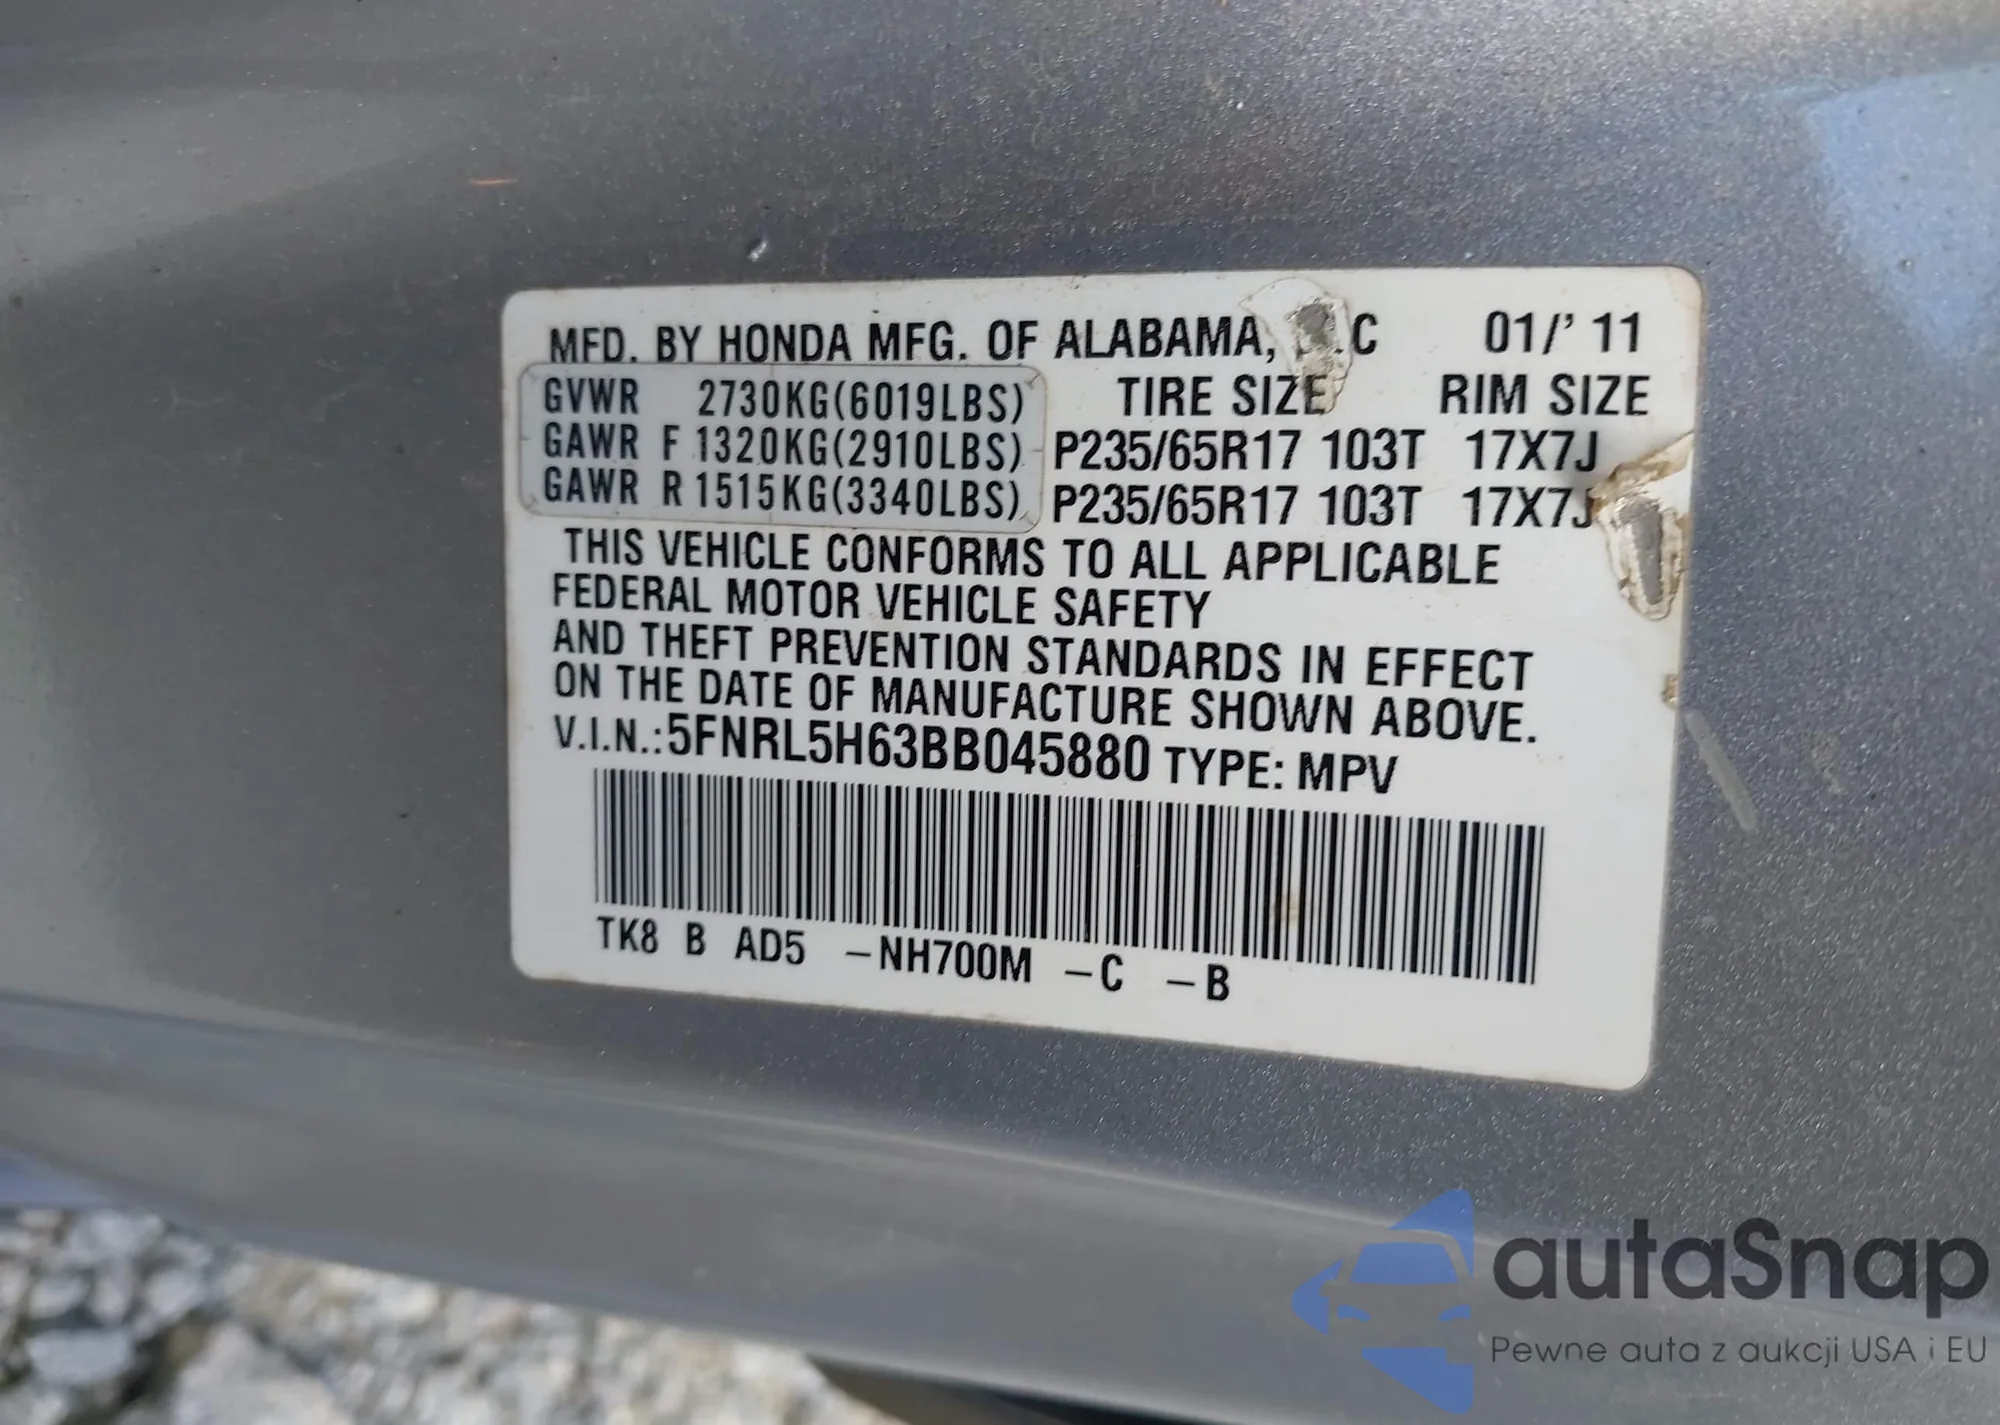 MFD. BY HONDA MFG. OF ALABAMA, C 01/'11
GVWR 2730KG(6019LBS) TIRE SIZE RIM SIZE
GAWR F 1320KG(2910LBS) P235/65R17 103T 17X7J
GAWR R 1515KG(3340LBS) P235/65R17 103T 17X7J
THIS VEHICLE CONFORMS TO ALL APPLICABLE
FEDERAL MOTOR VEHICLE SAFETY
AND THEFT PREVENTION STANDARDS IN EFFECT
ON THE DATE OF MANUFACTURE SHOWN ABOVE.
V.I.N.:5FNRL5H63BB045880 TYPE: MPV
TK8 B AD5 -NH700M -C -B
autaSnap
Pewne auta z aukcji USA i EU